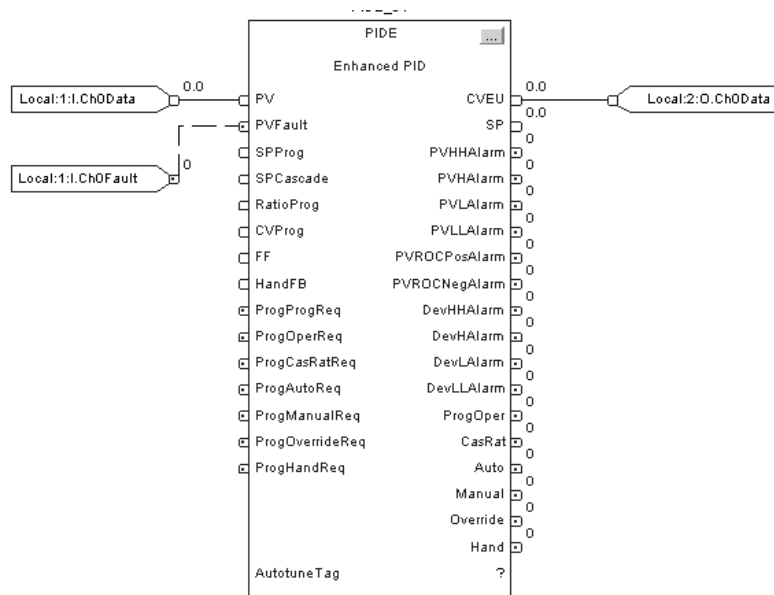 PIDE
...
Enhanced PID
Local:1:I.Ch0Data
0.0
PV
CVEU
0.0
Local:2:O.Ch0Data
PVFault
SP
0.0
Local:1:I.Ch0Fault
0
SPProg
PVHHAlarm
0
SPCascade
PVHAlarm
0
RatioProg
PVLAlarm
0
CVProg
PVLLAlarm
0
FF
PVROCPosAlarm
0
HandFB
PVROCNegAlarm
0
ProgProgReq
DevHHAlarm
0
ProgOperReq
DevHAlarm
0
ProgCasRatReq
DevLAlarm
0
ProgAutoReq
DevLLAlarm
0
ProgManualReq
ProgOper
0
ProgOverrideReq
CasRat
0
ProgHandReq
Auto
0
Manual
0
Override
0
Hand
0
AutotuneTag
?